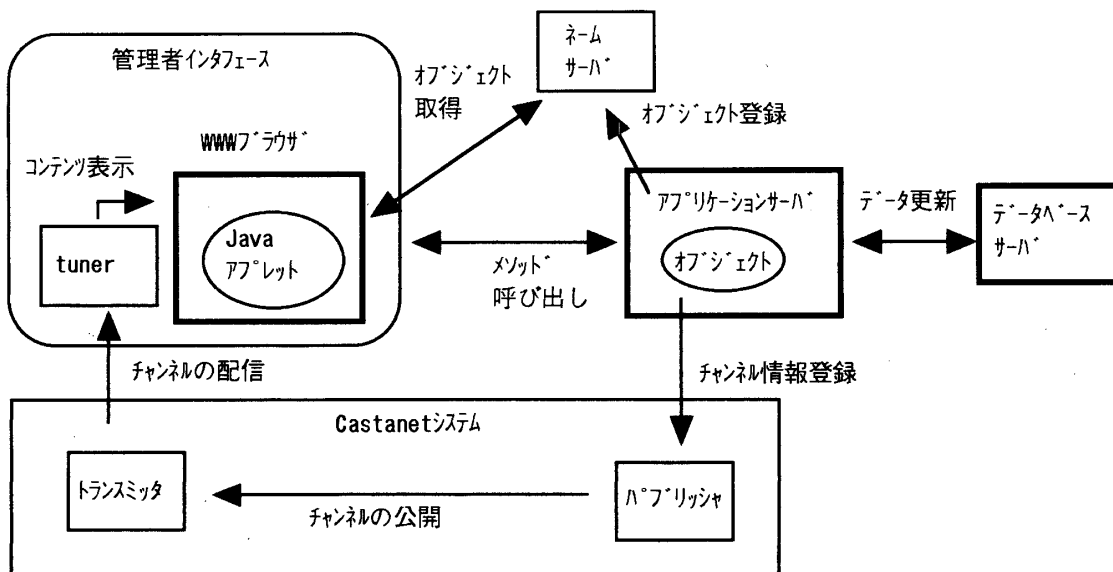 管理者ｲﾝﾀﾌｪｰｽ
ﾈｰﾑ
ｻｰﾊﾞ
ｵﾌﾞｼﾞｪｸﾄ
取得
ｵﾌﾞｼﾞｪｸﾄ登録
WWWﾌﾞﾗｳｻﾞ
ｺﾝﾃﾝﾂ表示
tuner
Java
ｱﾌﾟﾚｯﾄ
ﾒｿｯﾄﾞ
呼び出し
ｱﾌﾟﾘｹｰｼｮﾝｻｰﾊﾞ
ｵﾌﾞｼﾞｪｸﾄ
ﾃﾞｰﾀ更新
ﾃﾞｰﾀﾍﾞｰｽ
ｻｰﾊﾞ
ﾁｬﾝﾈﾙの配信
ﾁｬﾝﾈﾙ情報登録
Castanetｼｽﾃﾑ
ﾄﾗﾝｽﾐｯﾀ
ﾁｬﾝﾈﾙの公開
ﾊﾟﾌﾞﾘｯｼｬ